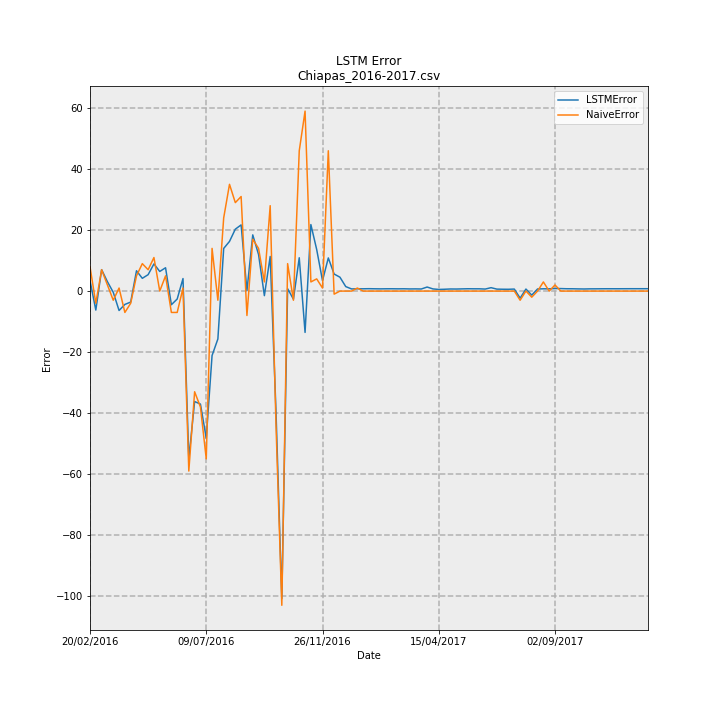 LSTM Error
Chiapas_2016-2017.csv
LSTMError
NaiveError
60
40
20
0
−20
−40
−60
−80
−100
Error
20/02/2016
09/07/2016
26/11/2016
15/04/2017
02/09/2017
Date